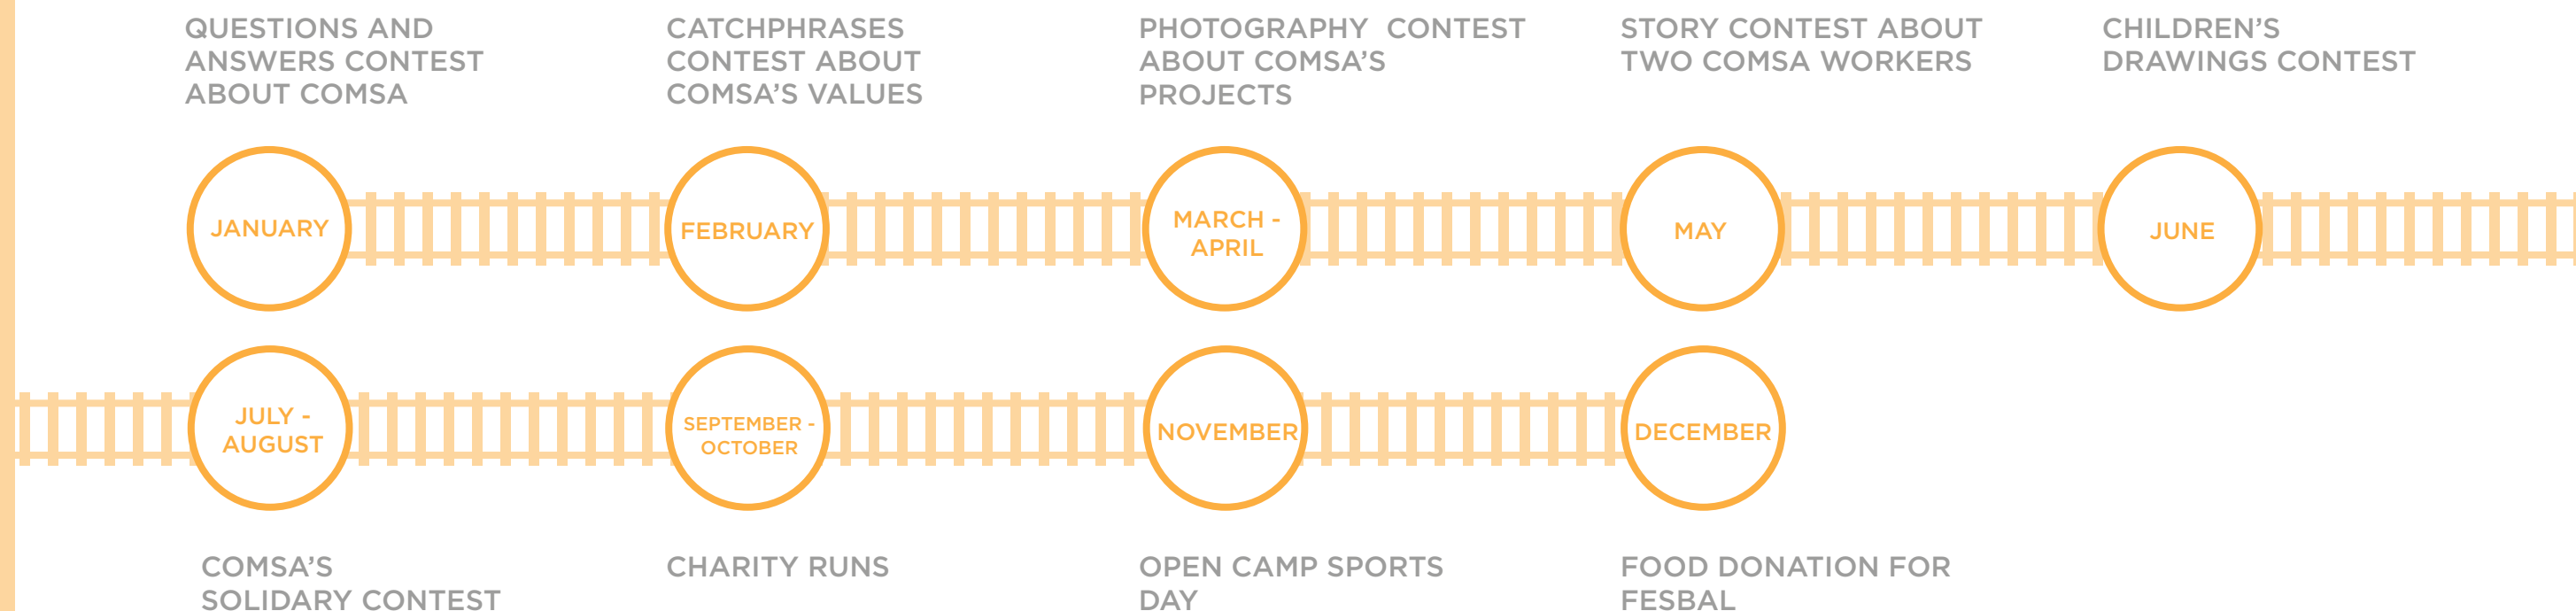 QUESTIONS AND
ANSWERS CONTEST
ABOUT COMSA
CATCHPHRASES
CONTEST ABOUT
COMSA’S VALUES
PHOTOGRAPHY CONTEST
ABOUT COMSA’S
PROJECTS
STORY CONTEST ABOUT
TWO COMSA WORKERS
CHILDREN’S
DRAWINGS CONTEST
JANUARY
FEBRUARY
MARCH -
APRIL
MAY
JUNE
JULY -
AUGUST
SEPTEMBER -
OCTOBER
NOVEMBER
DECEMBER
COMSA’S
SOLIDARY CONTEST
CHARITY RUNS
OPEN CAMP SPORTS
DAY
FOOD DONATION FOR
FESBAL